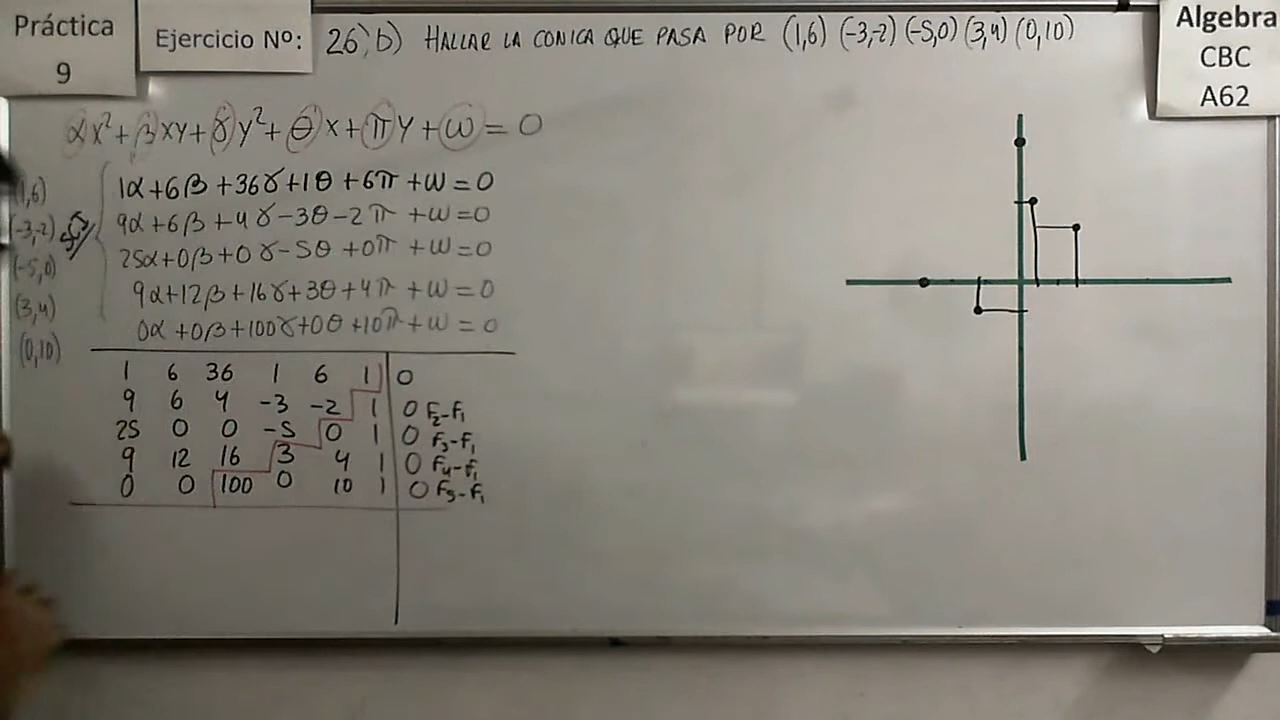 Práctica
9
Ejercicio Nº: 26) b) HALLAR LA CONICA QUE PASA POR (1,6) (-3,-2) (-5,0) (3,4) (0,10)
Algebra
CBC
A62
αx² + βxy + γy² + θx + πy + ω = 0
(1,6) 1α + 6β + 36γ + 1θ + 6π + ω = 0
(-3,-2) 9α + 6β + 4γ - 3θ - 2π + ω = 0
(-5,0) 25α + 0β + 0γ - 5θ + 0π + ω = 0
(3,4) 9α + 12β + 16γ + 3θ + 4π + ω = 0
(0,10) 0α + 0β + 100γ + 0θ + 10π + ω = 0
1 6 36 1 6 1 | 0
9 6 4 -3 -2 1 | 0 F₂-f₁
25 0 0 -5 0 1 | 0 F₃-f₁
9 12 16 3 4 1 | 0 F₄-f₁
0 0 100 0 10 1 | 0 F₅-f₁